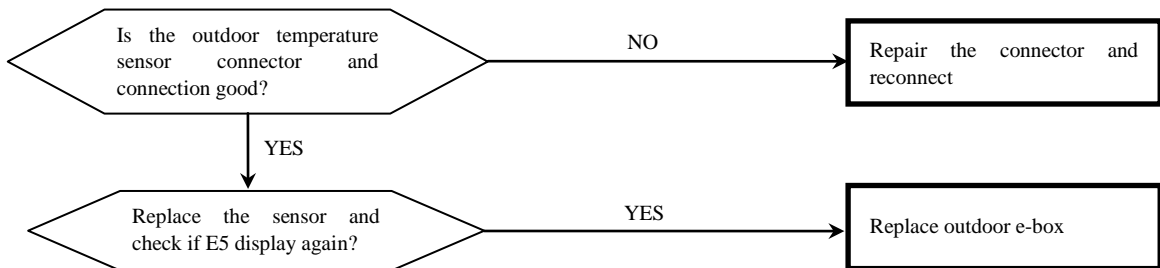 Is the outdoor temperature
sensor connector and
connection good?
NO
Repair the connector and
reconnect
YES
Replace the sensor and
check if E5 display again?
YES
Replace outdoor e-box